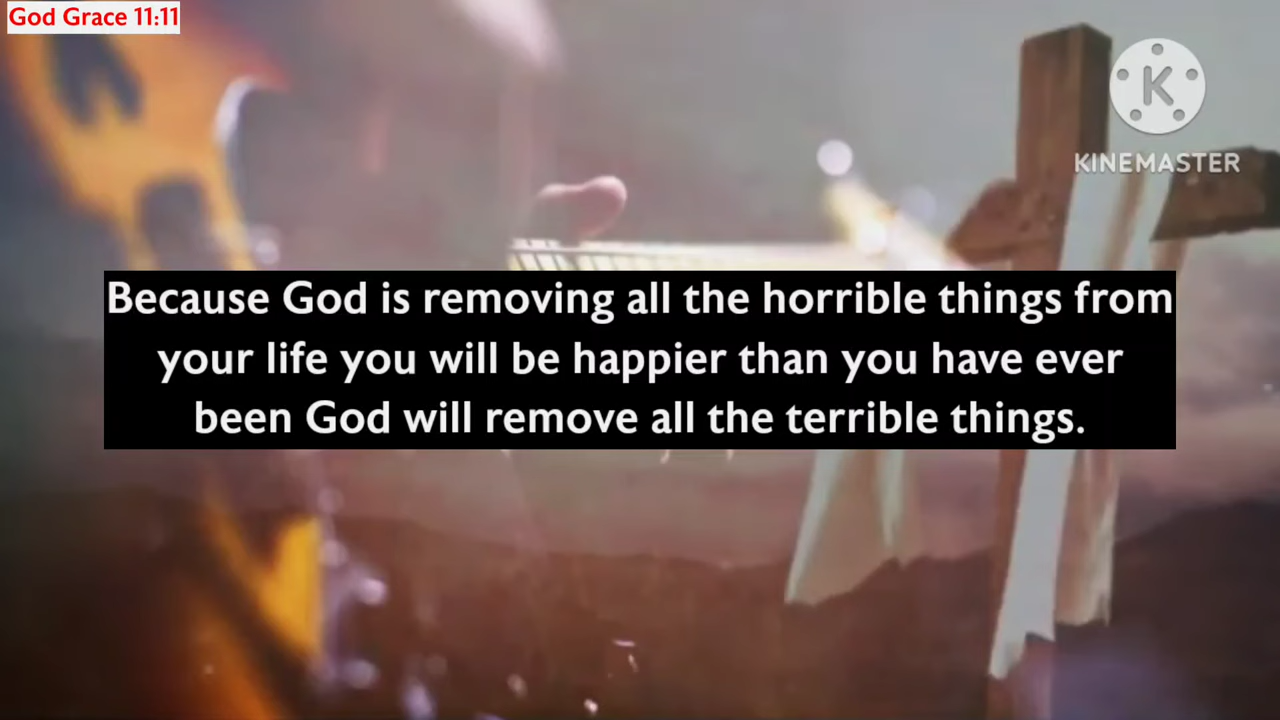 God Grace 11:11
KINEMASTER
Because God is removing all the horrible things from
your life you will be happier than you have ever
been God will remove all the terrible things.